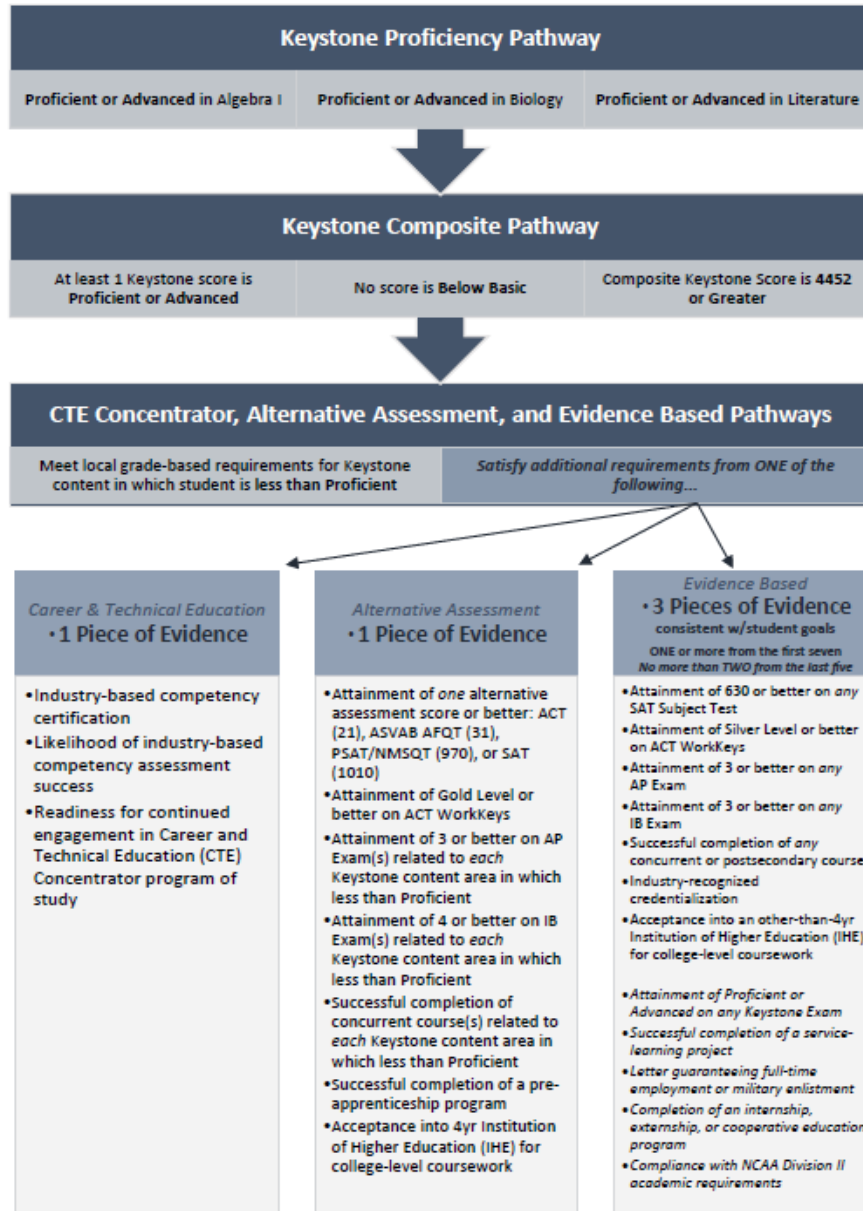 Keystone Proficiency Pathway
Proficient or Advanced in Algebra I
Proficient or Advanced in Biology
Proficient or Advanced in Literature
Keystone Composite Pathway
At least 1 Keystone score is
Proficient or Advanced
No score is Below Basic
Composite Keystone Score is 4452
or Greater
CTE Concentrator, Alternative Assessment, and Evidence Based Pathways
Meet local grade-based requirements for Keystone
content in which student is less than Proficient
Satisfy additional requirements from ONE of the
following...
Career & Technical Education
• 1 Piece of Evidence
•Industry-based competency
certification
•Likelihood of industry-based
competency assessment
success
•Readiness for continued
engagement in Career and
Technical Education (CTE)
Concentrator program of
study
Alternative Assessment
• 1 Piece of Evidence
•Attainment of one alternative
assessment score or better: ACT
(21), ASVAB AFQT (31),
PSAT/NMSQT (970), or SAT
(1010)
•Attainment of Gold Level or
better on ACT WorkKeys
•Attainment of 3 or better on AP
Exam(s) related to each
Keystone content area in which
less than Proficient
•Attainment of 4 or better on IB
Exam(s) related to each
Keystone content area in which
less than Proficient
•Successful completion of
concurrent course(s) related to
each Keystone content area in
which less than Proficient
•Successful completion of a pre-
apprenticeship program
•Acceptance into 4yr Institution
of Higher Education (IHE) for
college-level coursework
Evidence Based
• 3 Pieces of Evidence
consistent w/student goals
ONE or more from the first seven
No more than TWO from the last five
•Attainment of 630 or better on any
SAT Subject Test
•Attainment of Silver Level or better
on ACT WorkKeys
•Attainment of 3 or better on any
AP Exam
•Attainment of 3 or better on any
IB Exam
•Successful completion of any
concurrent or postsecondary course
•Industry-recognized
credentialization
•Acceptance into an other-than-4yr
Institution of Higher Education (IHE)
for college-level coursework
•Attainment of Proficient or
Advanced on any Keystone Exam
•Successful completion of a service-
learning project
•Letter guaranteeing full-time
employment or military enlistment
•Completion of an internship,
externship, or cooperative education
program
•Compliance with NCAA Division II
academic requirements